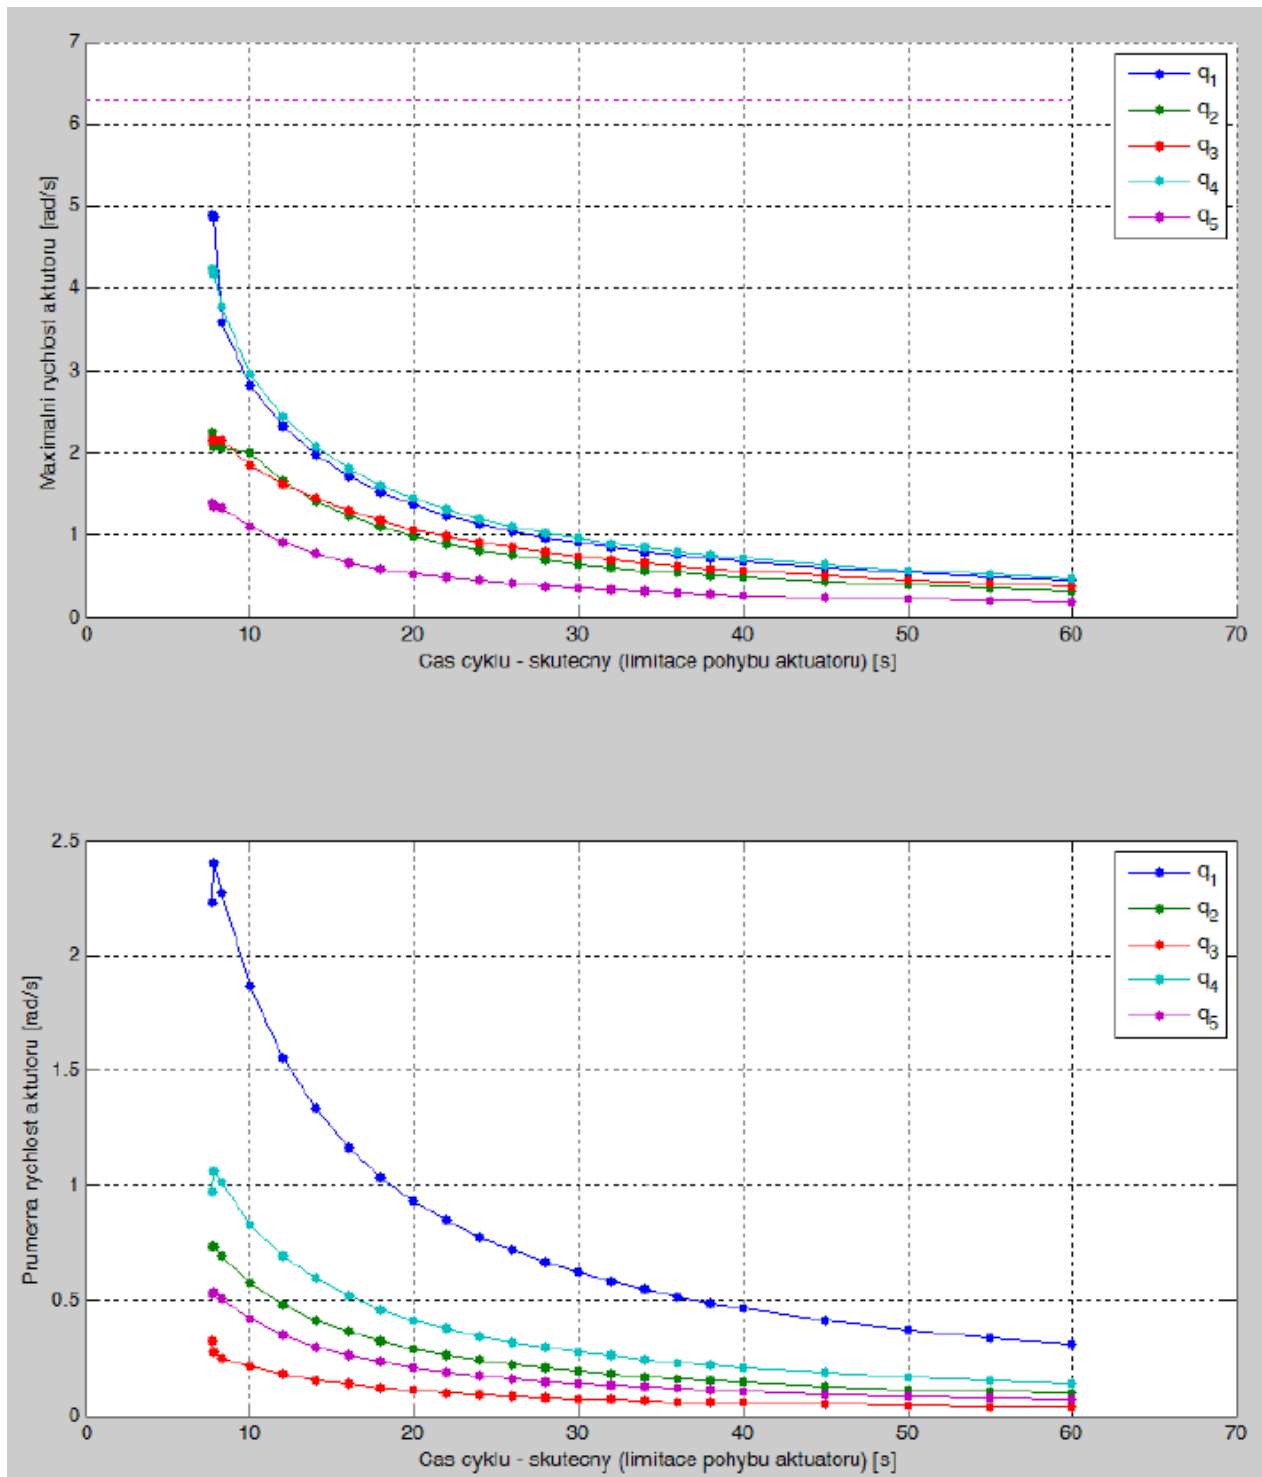 7
6
5
4
3
2
1
0
Maximalni rychlost aktutoru [rad/s]
0 10 20 30 40 50 60 70
Cas cyklu - skutecny (limitace pohybu aktuatoru) [s]
q1
q2
q3
q4
q5
2.5
2
1.5
1
0.5
0
Prumerna rychlost aktutoru [rad/s]
0 10 20 30 40 50 60 70
Cas cyklu - skutecny (limitace pohybu aktuatoru) [s]
q1
q2
q3
q4
q5